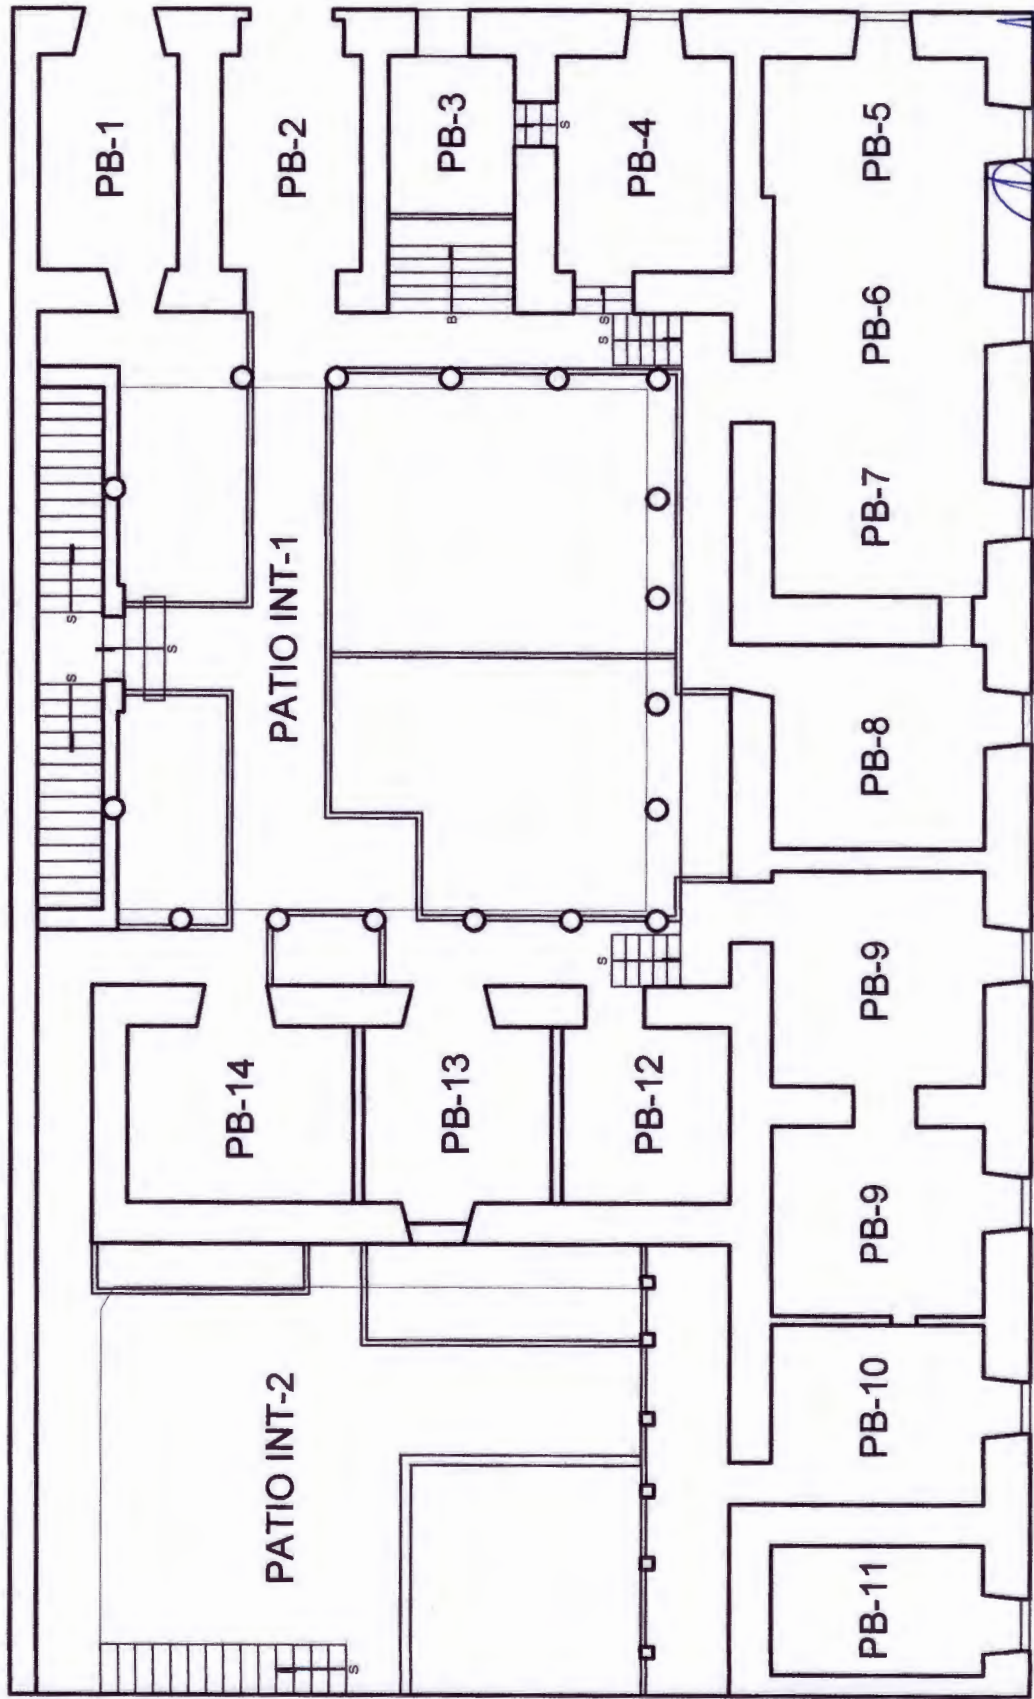 S
S
PB-1
S
PB-14
PATIO INT-2
PATIO INT-1
PB-2
S
PB-13
B
PB-3
S
S
S
S
PB-4
PB-12
PB-11
PB-10
PB-9
PB-9
PB-8
PB-7
PB-6
PB-5